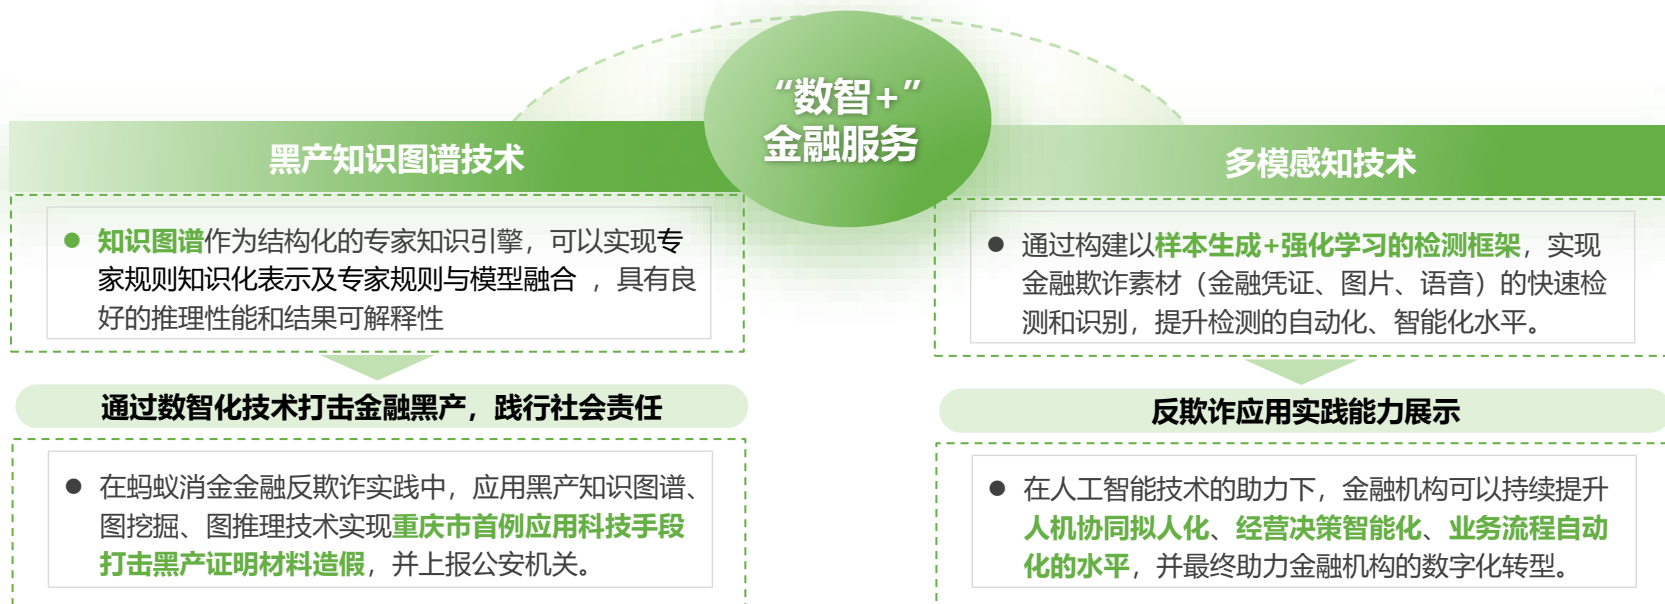 “数智+”
金融服务
黑产知识图谱技术
知识图谱作为结构化的专家知识引擎，可以实现专
家规则知识化表示及专家规则与模型融合 ，具有良
好的推理性能和结果可解释性
通过数智化技术打击金融黑产，践行社会责任
在蚂蚁消金金融反欺诈实践中，应用黑产知识图谱、
图挖掘、图推理技术实现重庆市首例应用科技手段
打击黑产证明材料造假，并上报公安机关。
多模感知技术
通过构建以样本生成+强化学习的检测框架，实现
金融欺诈素材（金融凭证、图片、语音）的快速检
测和识别，提升检测的自动化、智能化水平。
反欺诈应用实践能力展示
在人工智能技术的助力下，金融机构可以持续提升
人机协同拟人化、经营决策智能化、业务流程自动
化的水平，并最终助力金融机构的数字化转型。